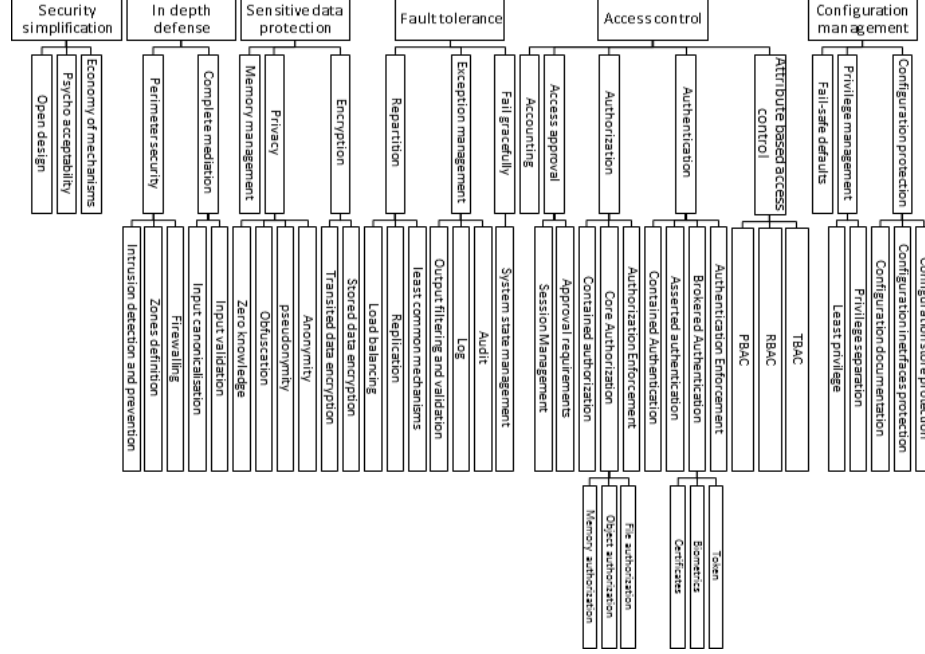 Security
simplification
In depth
defense
Sensitive data
protection
Fault tolerance
Access control
Configuration
management
Open design
Psycho acceptability
Economy of mechanisms
Perimeter security
Complete mediation
Memory management
Privacy
Encryption
Repartition
Exception management
Fail gracefully
Accounting
Access approval
Authorization
Authentication
Attribute based access
control
Fail-safe defaults
Privilege management
Configuration protection
Intrusion detection and prevention
Zones definition
Firewalling
Input canonicalisation
Input validation
Zero knowledge
Obfuscation
pseudonymity
Anonymity
Transited data encryption
Stored data encryption
Load balancing
Replication
least common mechanisms
Output filtering and validation
Log
Audit
System state management
Session Management
Approval requirements
Contained authorization
Core Authorization
Authorization Enforcement
Contained Authentication
Asserted authentication
Brokered Authentication
Authentication Enforcement
PBAC
RBAC
TBAC
Least privilege
Privilege separation
Configuration documentation
Configuration inetrfaces protection
Configuration store protection
Memory authorization
Object authorization
File authorization
Certificates
Biometrics
Token